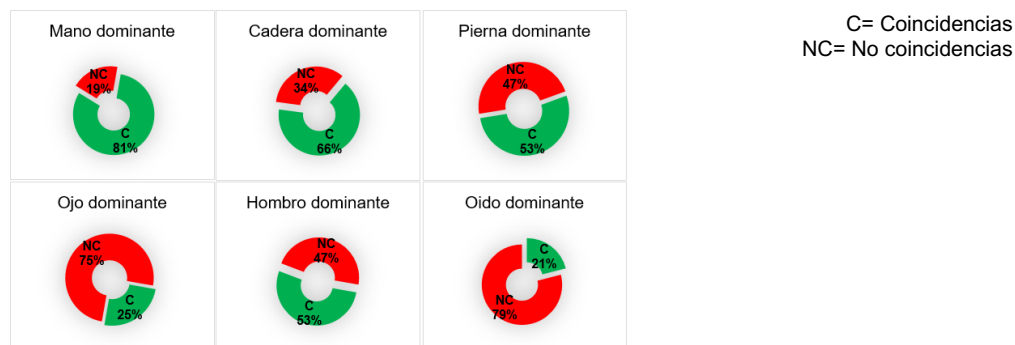 C= Coincidencias
NC= No coincidencias
Mano dominante
NC
19%
C
81%
Cadera dominante
NC
34%
C
66%
Pierna dominante
NC
47%
C
53%
Ojo dominante
NC
75%
C
25%
Hombro dominante
NC
47%
C
53%
Oido dominante
C
21%
NC
79%